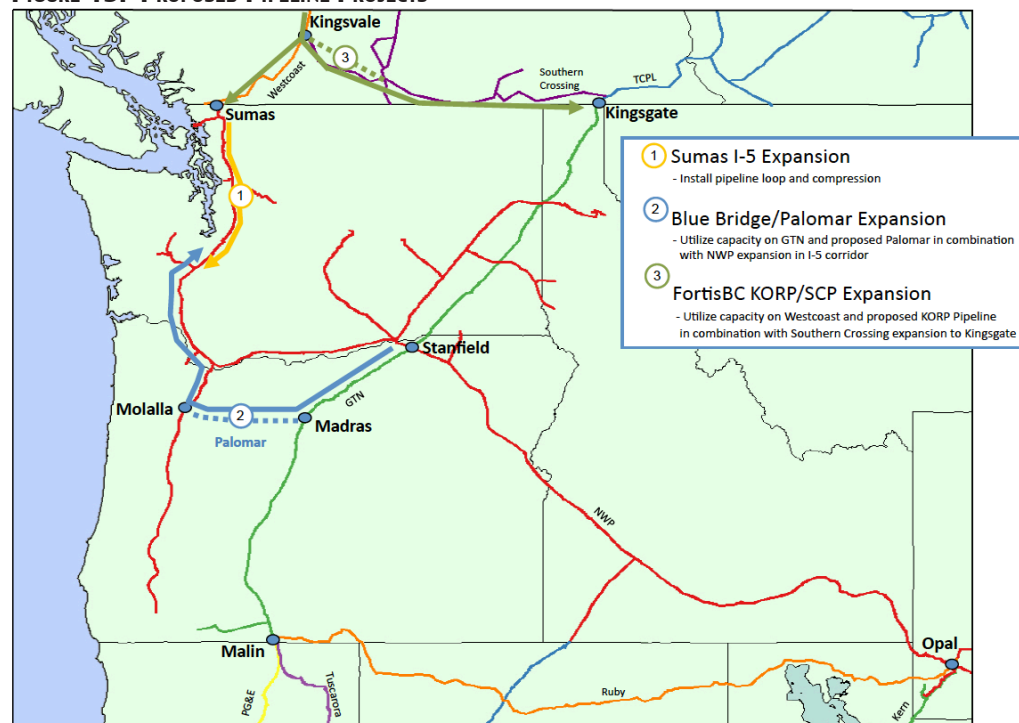 Kingsvale
3
Westcoast
Southern
Crossing
TCPL
Sumas
Kingsgate
1 Sumas I-5 Expansion
- Install pipeline loop and compression
2 Blue Bridge/Palomar Expansion
- Utilize capacity on GTN and proposed Palomar in combination
with NWP expansion in I-5 corridor
3 FortisBC KORP/SCP Expansion
- Utilize capacity on Westcoast and proposed KORP Pipeline
in combination with Southern Crossing expansion to Kingsgate
1
Stanfield
GTN
Molalla
2
Madras
Palomar
NWP
Malin
Opal
PG&E
Tuscarora
Ruby
Kern